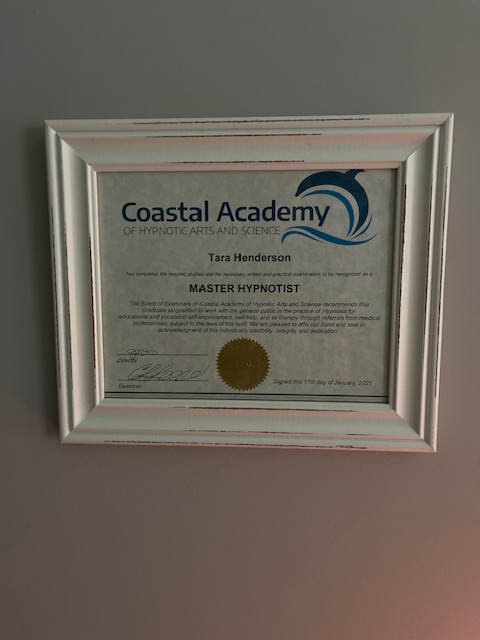 Coastal Academy
OF HYPNOTIC ARTS AND SCIENCE
Tara Henderson
has completed the required studies and the necessary written and practical examination to be recognized as a
MASTER HYPNOTIST
The Board of Examiners of Coastal Academy of Hypnotic Arts and Science recommends this
Graduate as qualified to work with the general public in the practice of Hypnotist for
educational and vocational self-improvement, self-help, and as therapy through referrals from medical
professionals, subject to the laws of this land. We are pleased to affix our hand and seal in
acknowledgment of this individual's credibility, integrity and dedication.
Director
Examiner
Signed this 17th day of January, 2021